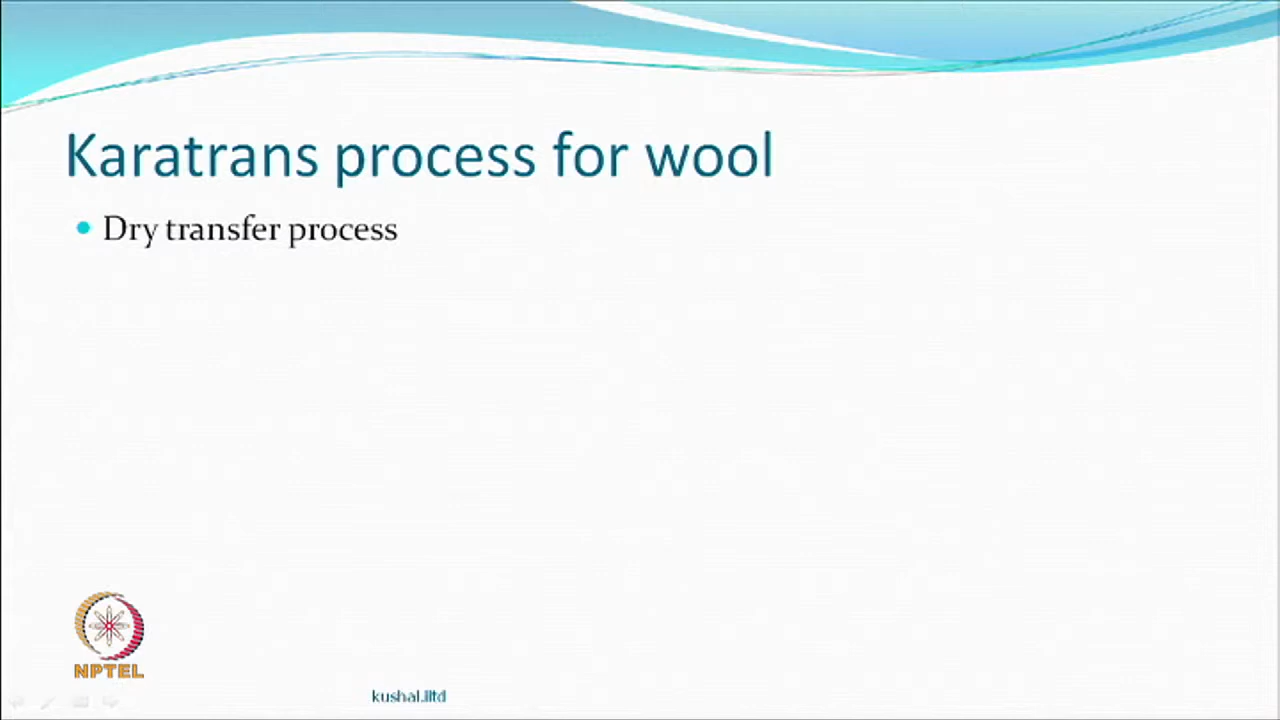 Karatrans process for wool
Dry transfer process
NPTEL
kushal.iitd